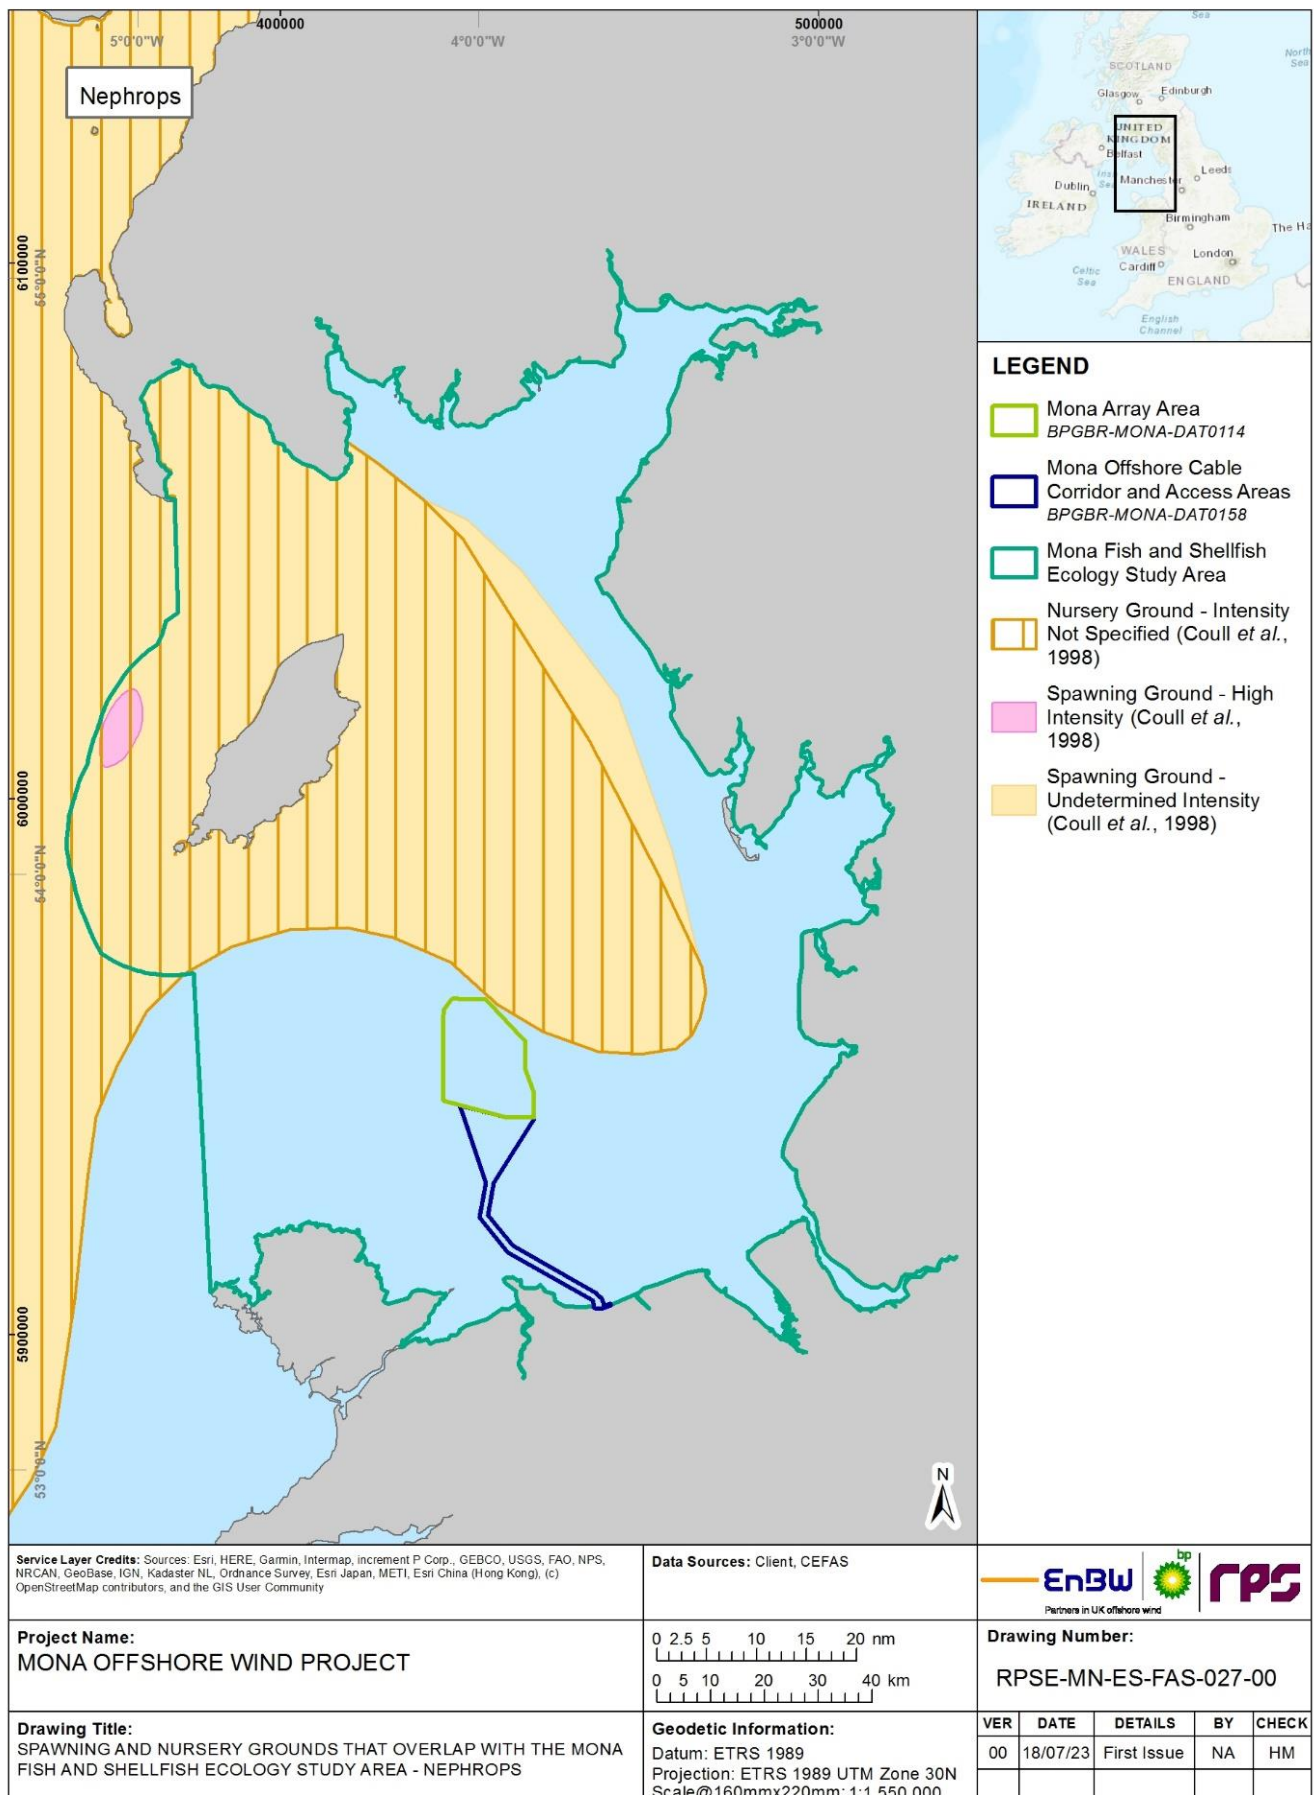 400000
500000
5°0'0"W
4°0'0"W
3°0'0"W
Nephrops
6100000
55°0'0"N
6000000
54°0'0"N
5900000
53°0'0"N
N
Sea
North
Sea
SCOTLAND
Glasgow
Edinburgh
UNITED
KINGDOM
Belfast
Leeds
Dublin
Manchester
IRELAND
Birmingham
The Ha
WALES
London
Cardiff
Celtic
Sea
ENGLAND
English
Channel
LEGEND
Mona Array Area
BPGBR-MONA-DAT0114
Mona Offshore Cable
Corridor and Access Areas
BPGBR-MONA-DAT0158
Mona Fish and Shellfish
Ecology Study Area
Nursery Ground - Intensity
Not Specified (Coull et al.,
1998)
Spawning Ground - High
Intensity (Coull et al.,
1998)
Spawning Ground -
Undetermined Intensity
(Coull et al., 1998)
Service Layer Credits: Sources: Esri, HERE, Garmin, Intermap, increment P Corp., GEBCO, USGS, FAO, NPS,
NRCAN, GeoBase, IGN, Kadaster NL, Ordnance Survey, Esri Japan, METI, Esri China (Hong Kong), (c)
OpenStreetMap contributors, and the GIS User Community
Data Sources: Client, CEFAS
EnBW
bp
rps
Partners in UK offshore wind
Project Name:
MONA OFFSHORE WIND PROJECT
0 2.5 5 10 15 20 nm
0 5 10 20 30 40 km
Drawing Number:
RPSE-MN-ES-FAS-027-00
Drawing Title:
SPAWNING AND NURSERY GROUNDS THAT OVERLAP WITH THE MONA
FISH AND SHELLFISH ECOLOGY STUDY AREA - NEPHROPS
Geodetic Information:
Datum: ETRS 1989
Projection: ETRS 1989 UTM Zone 30N
Scale@160mmx220mm: 1:1,550,000
VER DATE DETAILS BY CHECK
00 18/07/23 First Issue NA HM